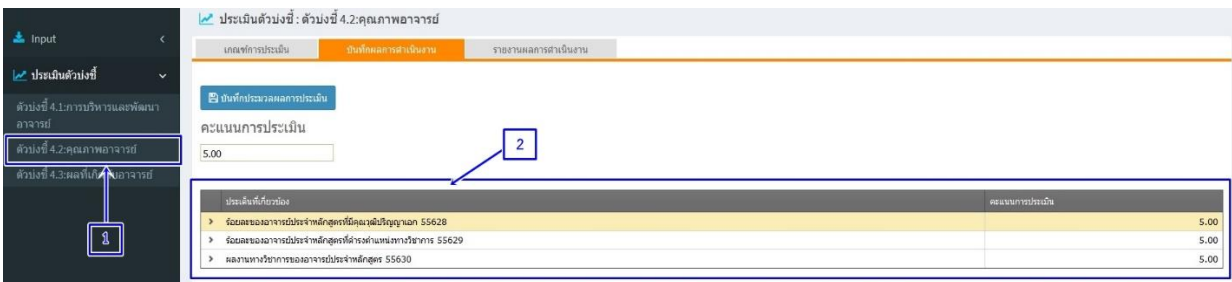 ประเมินตัวบ่งชี้ : ตัวบ่งชี้ 4.2:คุณภาพอาจารย์
Input
ประเมินตัวบ่งชี้
ตัวบ่งชี้ 4.1:การบริหารและพัฒนา
อาจารย์
ตัวบ่งชี้ 4.2:คุณภาพอาจารย์
ตัวบ่งชี้ 4.3:ผลที่เกิด
อาจารย์
1
เกณฑ์การประเมิน
บันทึกผลการดำเนินงาน
รายงานผลการดำเนินงาน
บันทึกประมวลผลการประเมิน
คะแนนการประเมิน
5.00
2
ประเด็นที่เกี่ยวข้อง
คะแนนการประเมิน
ร้อยละของอาจารย์ประจำหลักสูตรที่มีคุณวุฒิปริญญาเอก 55628 5.00
ร้อยละของอาจารย์ประจำหลักสูตรที่ดำรงตำแหน่งทางวิชาการ 55629 5.00
ผลงานทางวิชาการของอาจารย์ประจำหลักสูตร 55630 5.00